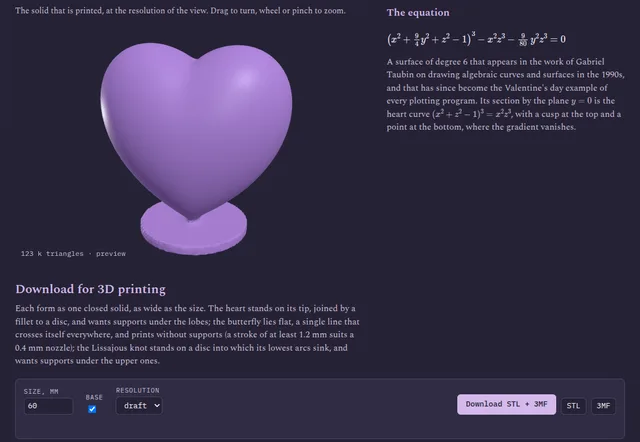 The solid that is printed, at the resolution of the view. Drag to turn, wheel or pinch to zoom.
123 k triangles · preview
The equation
(x² + 9/4 y² + z² − 1)³ − x²z³ − 9/80 y²z³ = 0
A surface of degree 6 that appears in the work of Gabriel
Taubin on drawing algebraic curves and surfaces in the 1990s,
and that has since become the Valentine's day example of
every plotting program. Its section by the plane y = 0 is the
heart curve (x² + z² − 1)³ = x²z³, with a cusp at the top and a
point at the bottom, where the gradient vanishes.
Download for 3D printing
Each form as one closed solid, as wide as the size. The heart stands on its tip, joined by a
fillet to a disc, and wants supports under the lobes; the butterfly lies flat, a single line that
crosses itself everywhere, and prints without supports (a stroke of at least 1.2 mm suits a
0.4 mm nozzle); the Lissajous knot stands on a disc into which its lowest arcs sink, and
wants supports under the upper ones.
SIZE, MM
60
BASE
RESOLUTION
draft
Download STL + 3MF
STL
3MF